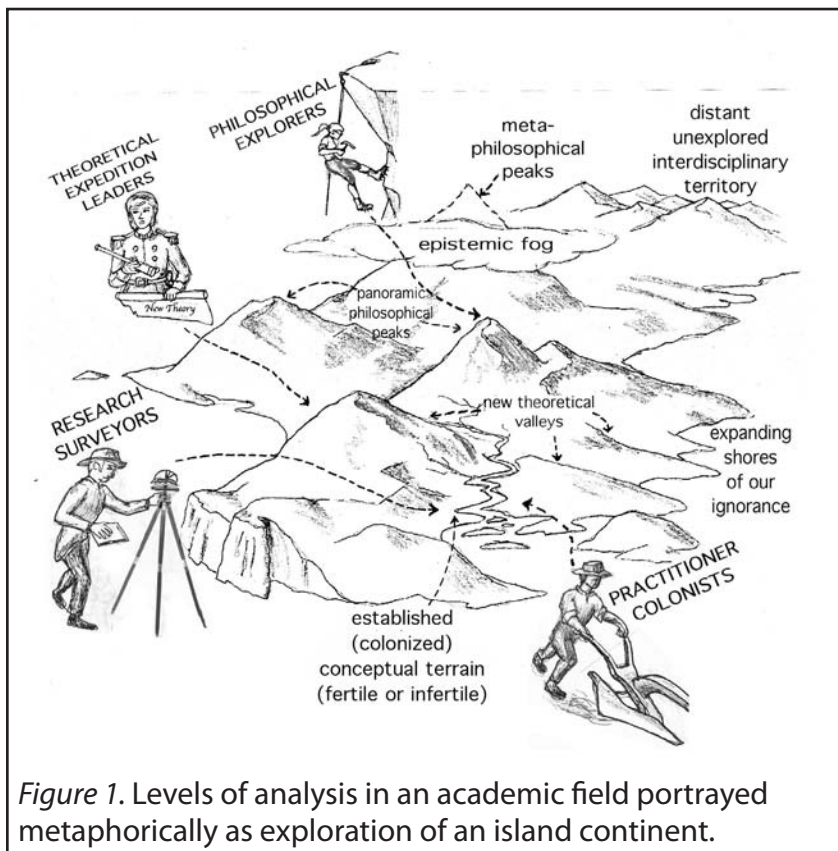 PHILOSOPHICAL
EXPLORERS
THEORETICAL
EXPEDITION
LEADERS
New Theory
meta-
philosophical
peaks
distant
unexplored
interdisciplinary
territory
epistemic fog
panoramic
philosophical
peaks
RESEARCH
SURVEYORS
new theoretical
valleys
expanding
shores
of our
ignorance
PRACTITIONER
COLONISTS
established
(colonized)
conceptual terrain
(fertile or infertile)
Figure 1. Levels of analysis in an academic field portrayed
metaphorically as exploration of an island continent.